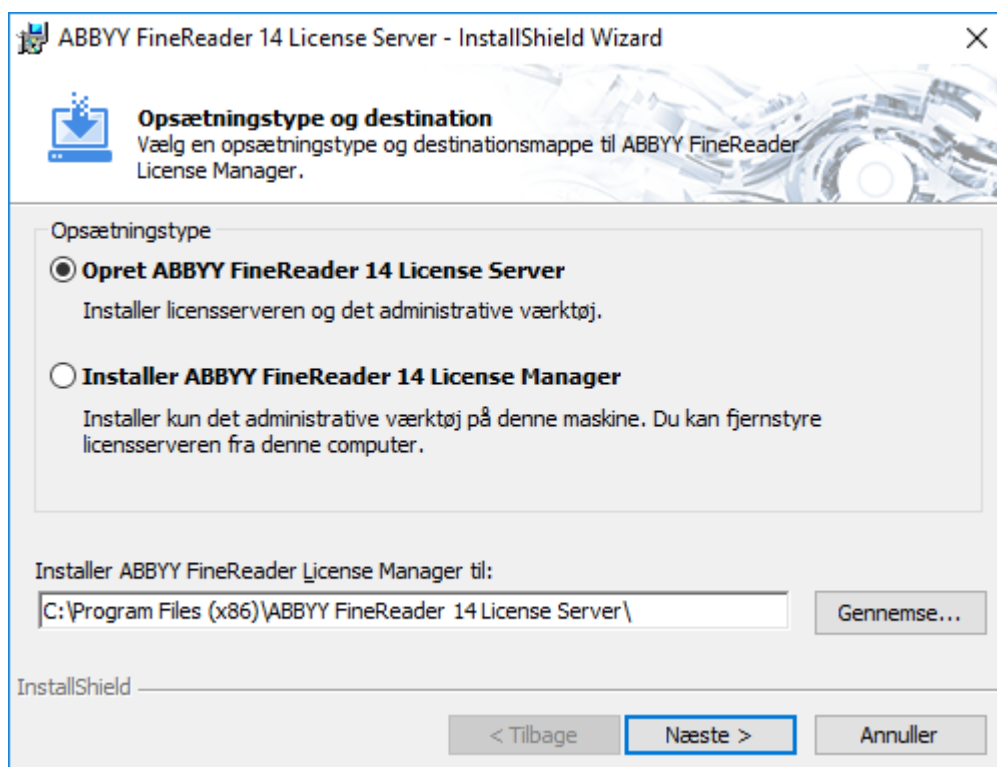 ABBYY FineReader 14 License Server - InstallShield Wizard
Opsætningstype og destination
Vælg en opsætningstype og destinationsmappe til ABBYY FineReader
License Manager.
Opsætningstype
Opret ABBYY FineReader 14 License Server
Installer licensserveren og det administrative værktøj.
Installer ABBYY FineReader 14 License Manager
Installer kun det administrative værktøj på denne maskine. Du kan fjernstyre
licensserveren fra denne computer.
Installer ABBYY FineReader License Manager til:
C:\Program Files (x86)\ABBYY FineReader 14 License Server\
Gennemse...
InstallShield
< Tilbage
Næste >
Annuller